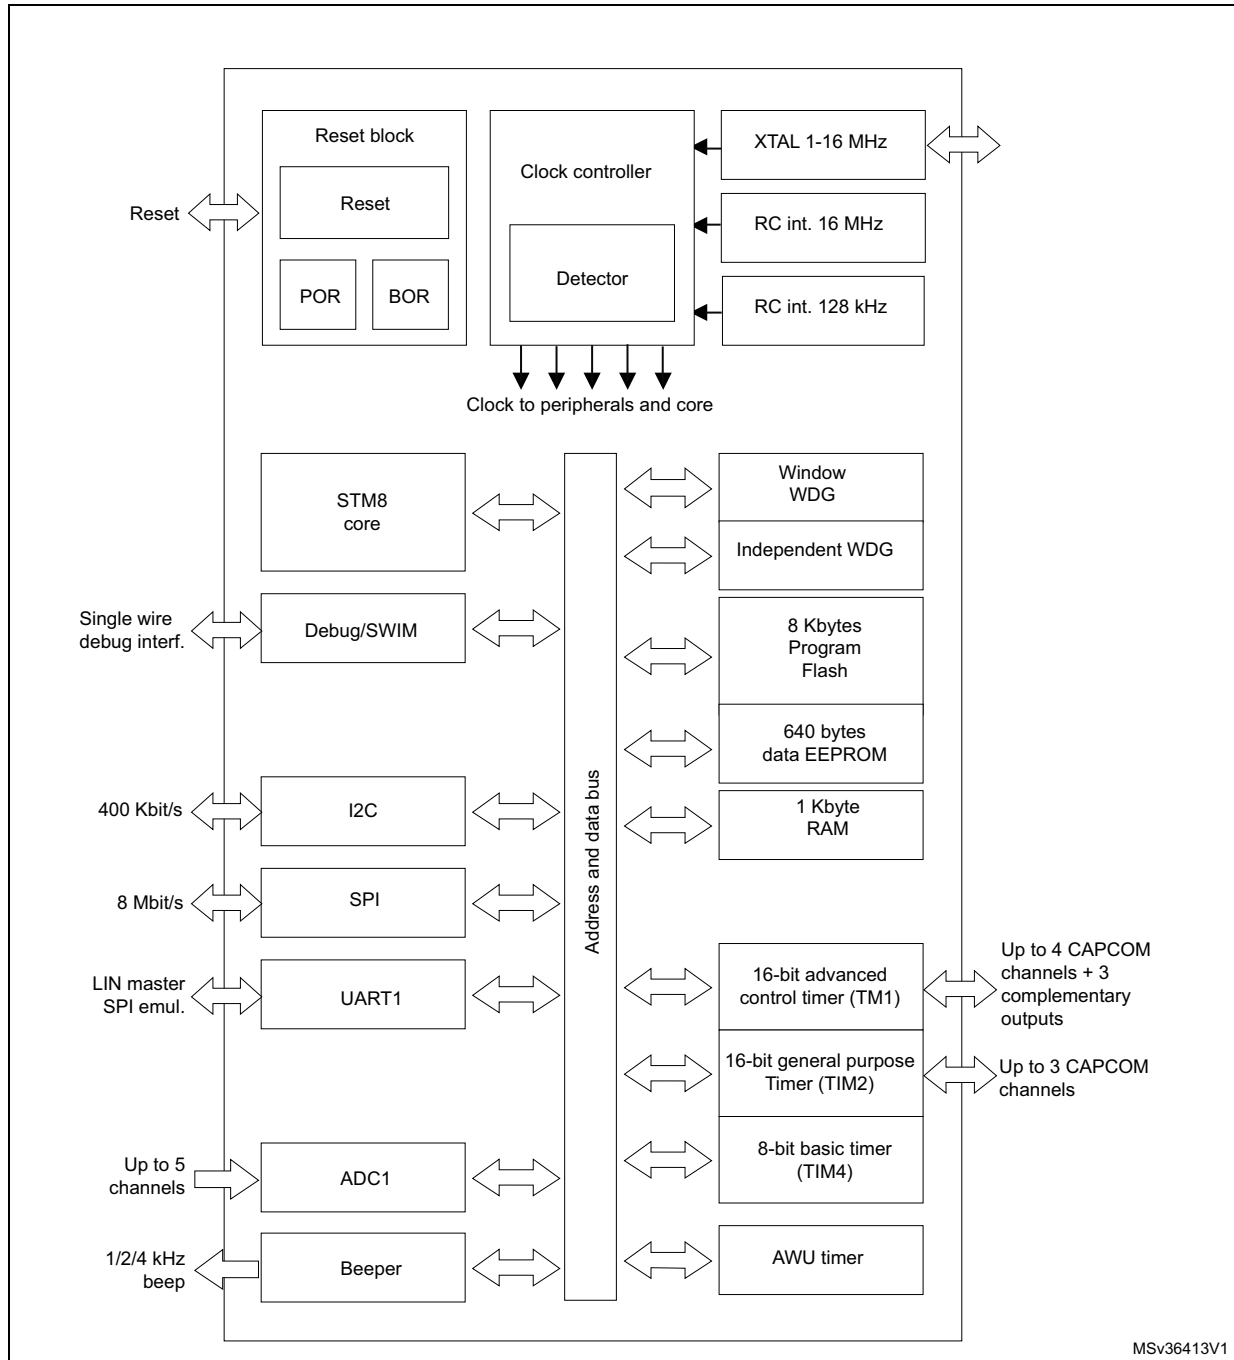 Reset block
Reset
POR
BOR
Reset
Clock controller
Detector
XTAL 1-16 MHz
RC int. 16 MHz
RC int. 128 kHz
Clock to peripherals and core
STM8
core
Single wire
debug interf.
Debug/SWIM
400 Kbit/s
I2C
8 Mbit/s
SPI
LIN master
SPI emul.
UART1
Up to 5
channels
ADC1
1/2/4 kHz
beep
Beeper
Address and data bus
Window
WDG
Independent WDG
8 Kbytes
Program
Flash
640 bytes
data EEPROM
1 Kbyte
RAM
16-bit advanced
control timer (TM1)
Up to 4 CAPCOM
channels + 3
complementary
outputs
16-bit general purpose
Timer (TIM2)
Up to 3 CAPCOM
channels
8-bit basic timer
(TIM4)
AWU timer
MSv36413V1